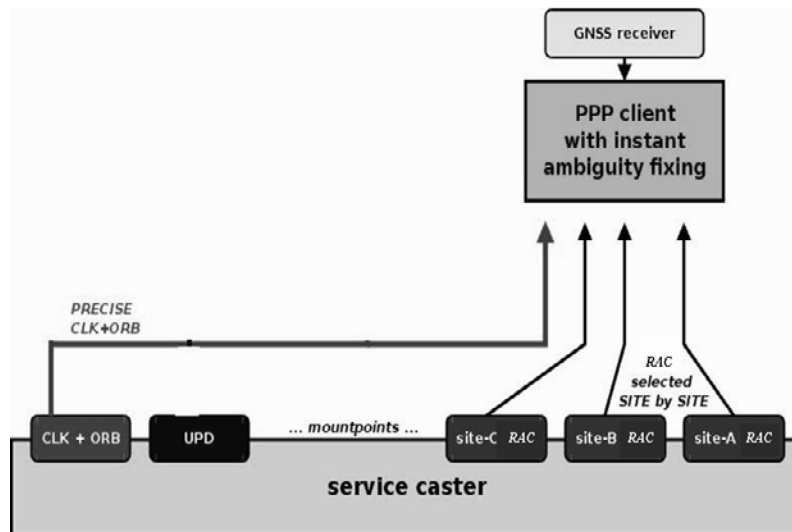 GNSS receiver
PPP client
with instant
ambiguity fixing
PRECISE
CLK+ORB
RAC
selected
SITE by SITE
CLK + ORB
UPD
... mountpoints ...
site-C RAC
site-B RAC
site-A RAC
service caster